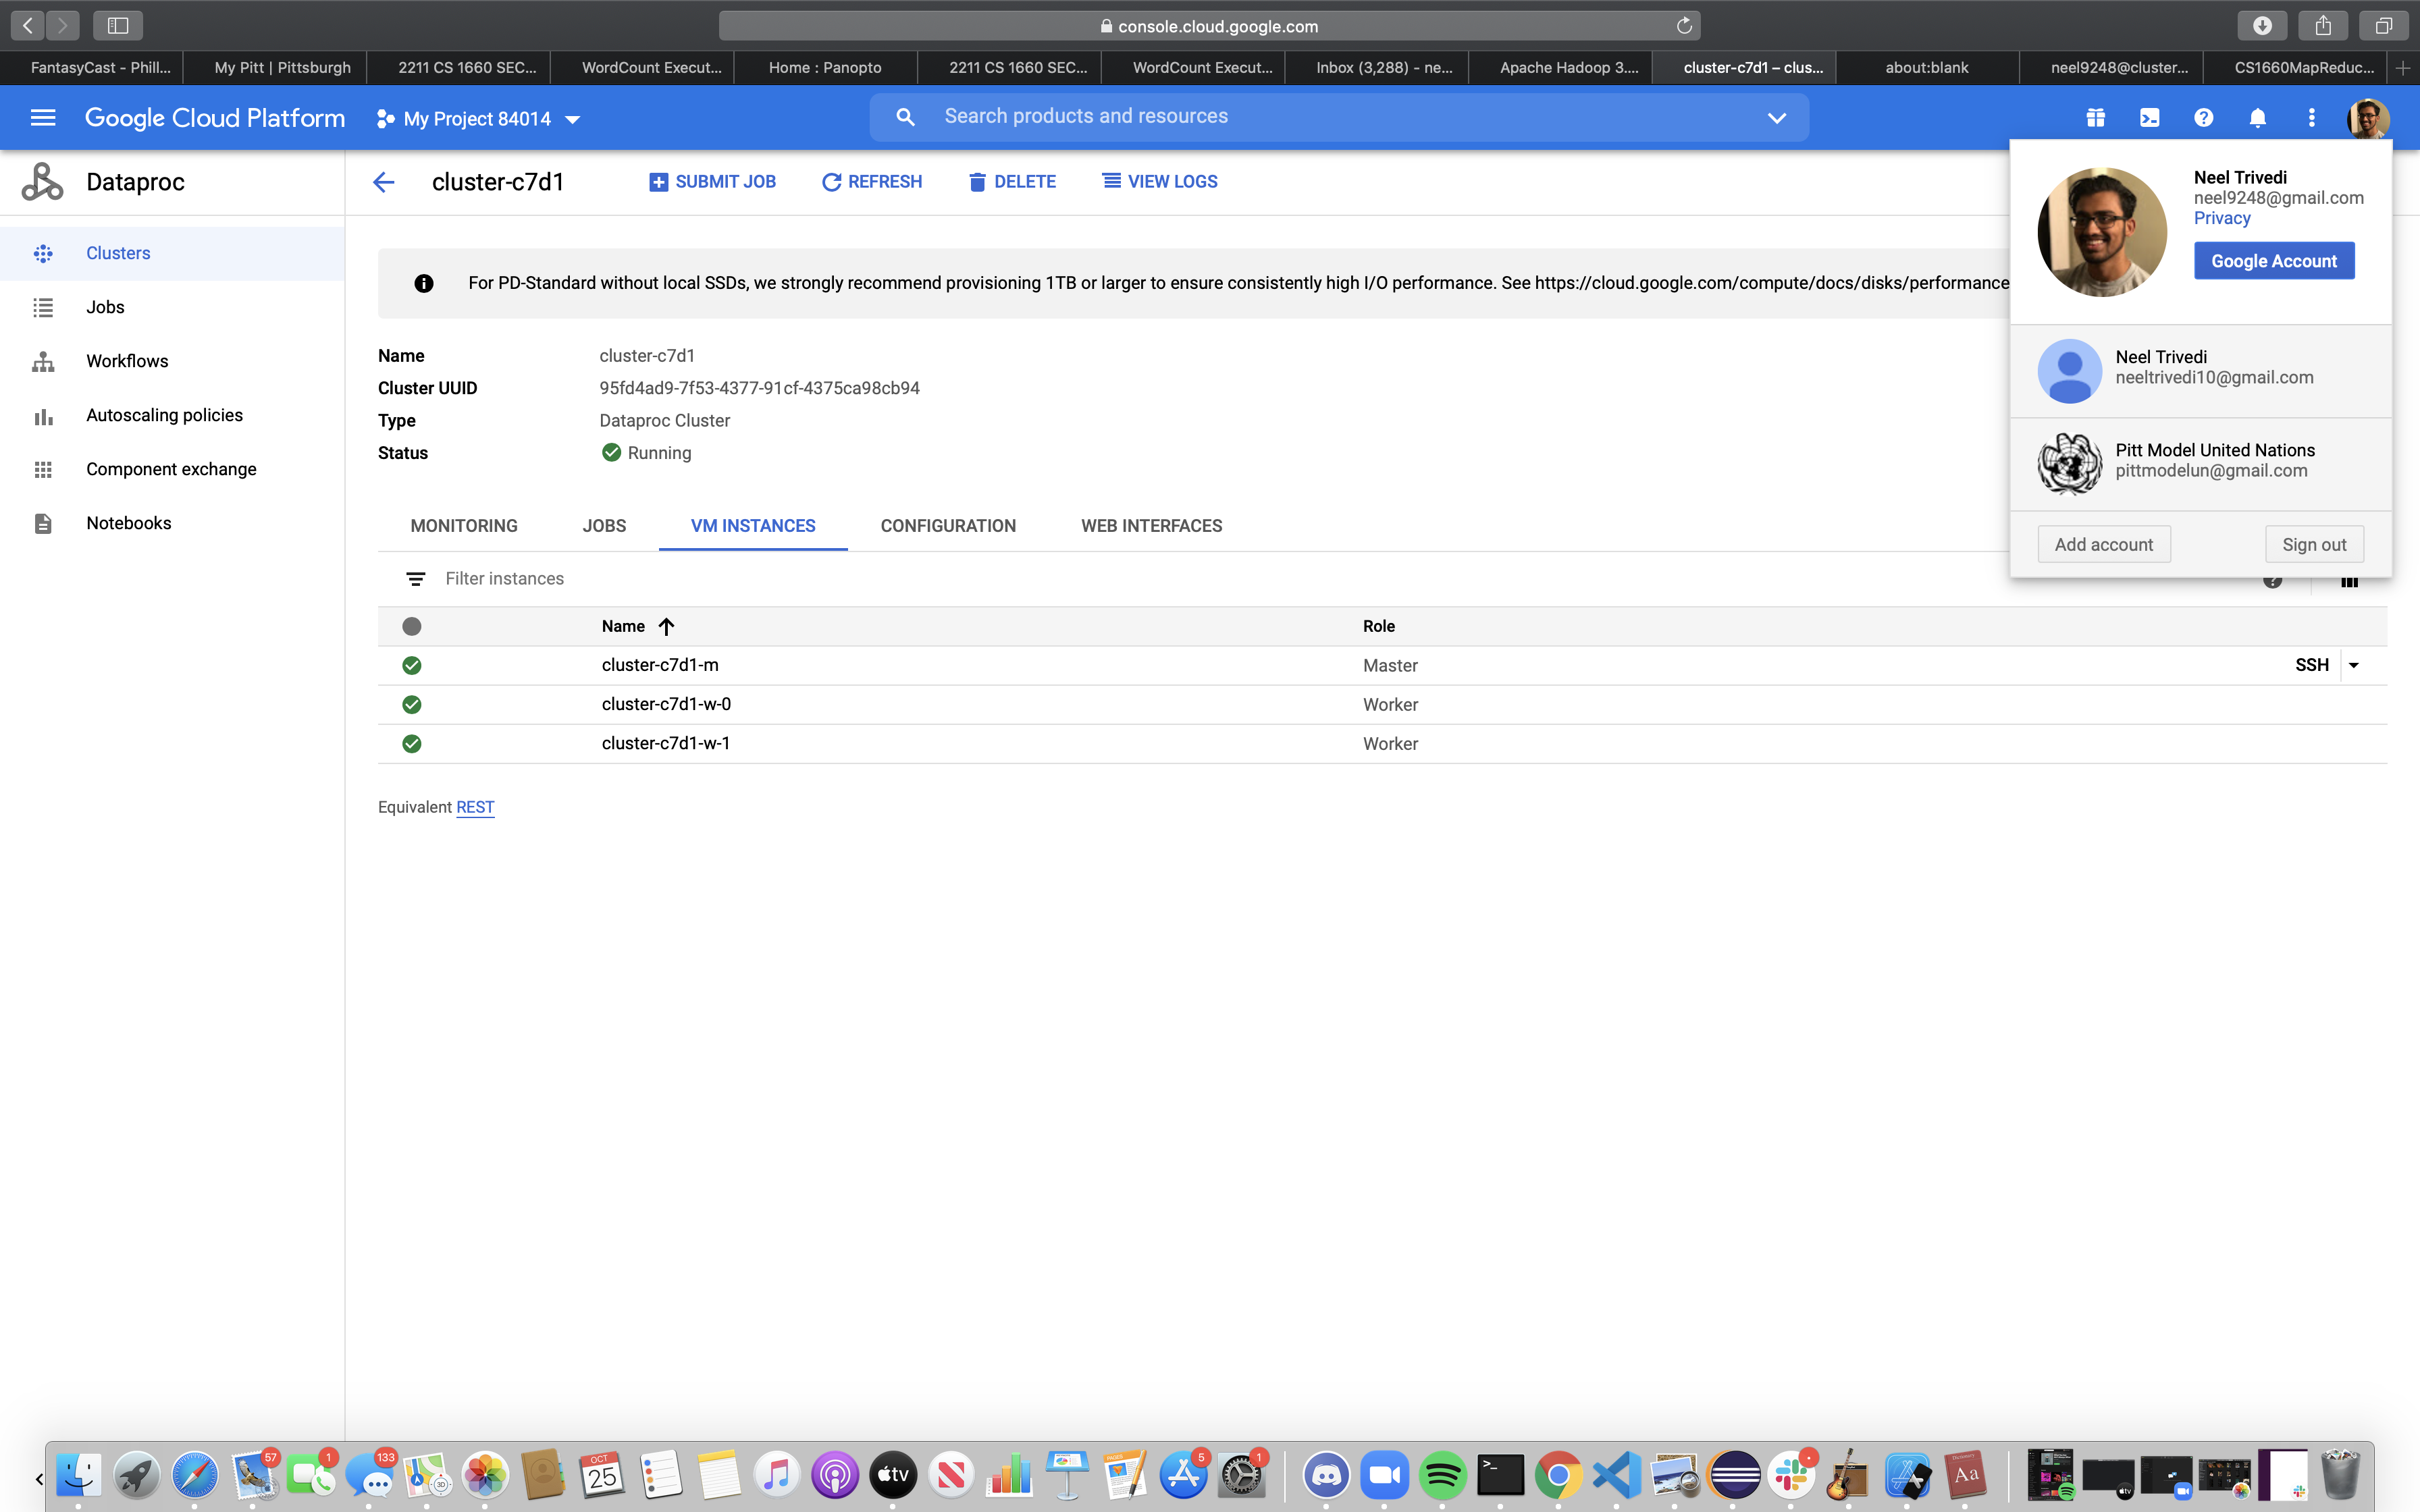 console.cloud.google.com
FantasyCast - Phill...
My Pitt | Pittsburgh
2211 CS 1660 SEC...
WordCount Execut...
Home : Panopto
2211 CS 1660 SEC...
WordCount Execut...
Inbox (3,288) - ne...
Apache Hadoop 3....
cluster-c7d1 – clus...
about:blank
neel9248@cluster...
CS1660MapReduc...
Google Cloud Platform
My Project 84014
Search products and resources
Dataproc
cluster-c7d1
SUBMIT JOB
REFRESH
DELETE
VIEW LOGS
Neel Trivedi
neel9248@gmail.com
Privacy
Google Account
Neel Trivedi
neeltrivedi10@gmail.com
Pitt Model United Nations
pittmodelun@gmail.com
Add account
Sign out
Clusters
Jobs
Workflows
Autoscaling policies
Component exchange
Notebooks
For PD-Standard without local SSDs, we strongly recommend provisioning 1TB or larger to ensure consistently high I/O performance. See https://cloud.google.com/compute/docs/disks/performance
Name cluster-c7d1
Cluster UUID 95fd4ad9-7f53-4377-91cf-4375ca98cb94
Type Dataproc Cluster
Status Running
MONITORING
JOBS
VM INSTANCES
CONFIGURATION
WEB INTERFACES
Filter instances
Name Role
cluster-c7d1-m Master SSH
cluster-c7d1-w-0 Worker
cluster-c7d1-w-1 Worker
Equivalent REST
57
1
133
3D
OCT
25
tv
5
1
>_
Aa